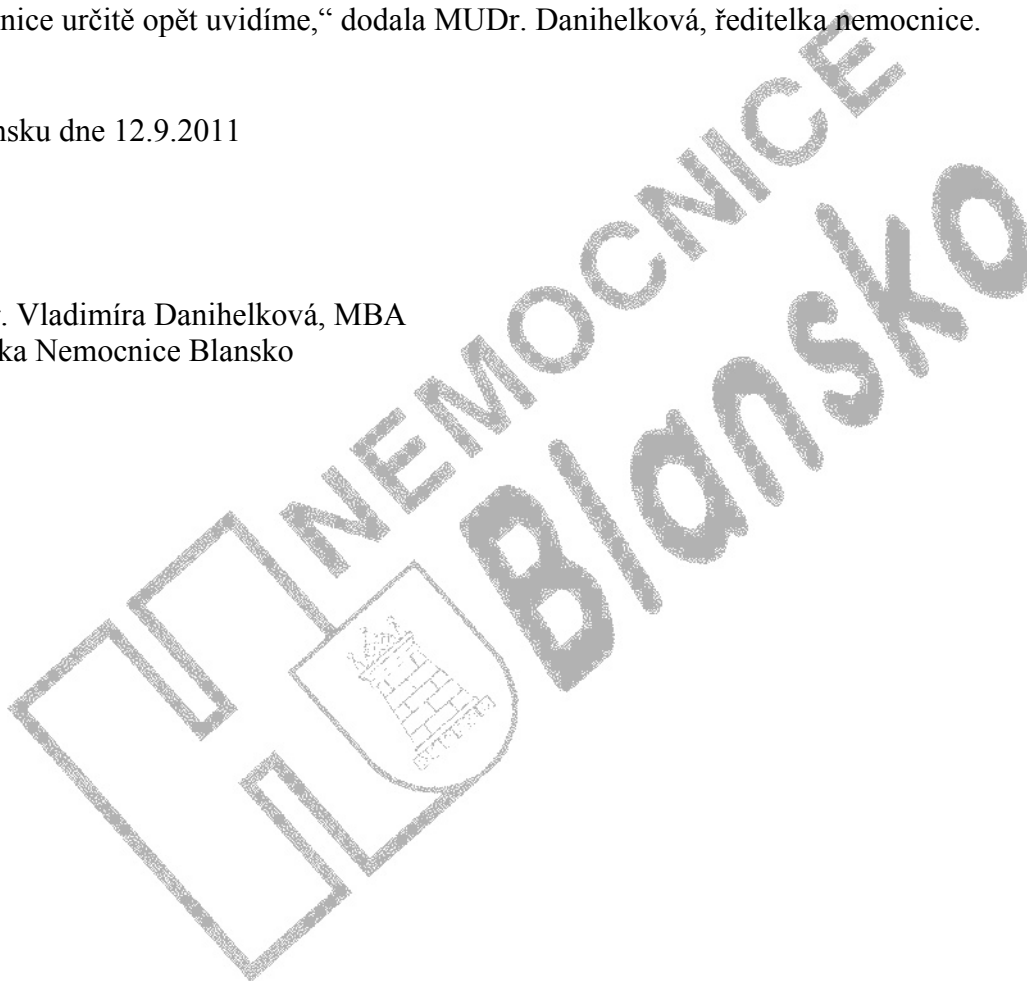 nice určitě opět uvidíme,“ dodala MUDr. Danihelková, ředitelka nemocnice.
nsku dne 12.9.2011
. Vladimíra Danihelková, MBA
ka Nemocnice Blansko
NEMOCNICE
Blansko